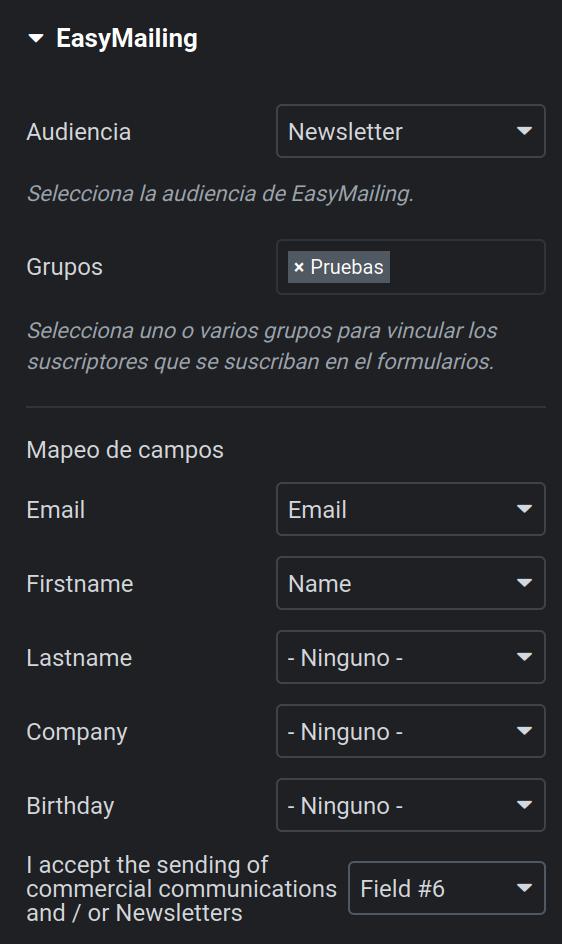 EasyMailing
Audiencia
Newsletter
Selecciona la audiencia de EasyMailing.
Grupos
× Pruebas
Selecciona uno o varios grupos para vincular los
suscriptores que se suscriban en el formularios.
Mapeo de campos
Email
Email
Firstname
Name
Lastname
- Ninguno -
Company
- Ninguno -
Birthday
- Ninguno -
I accept the sending of
commercial communications
and / or Newsletters
Field #6